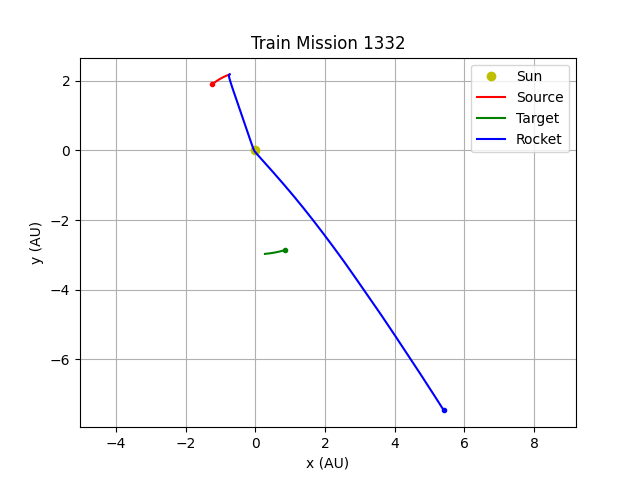 Train Mission 1332
Sun
Source
Target
Rocket
2
0
−2
−4
−6
y (AU)
−4
−2
0
2
4
6
8
x (AU)